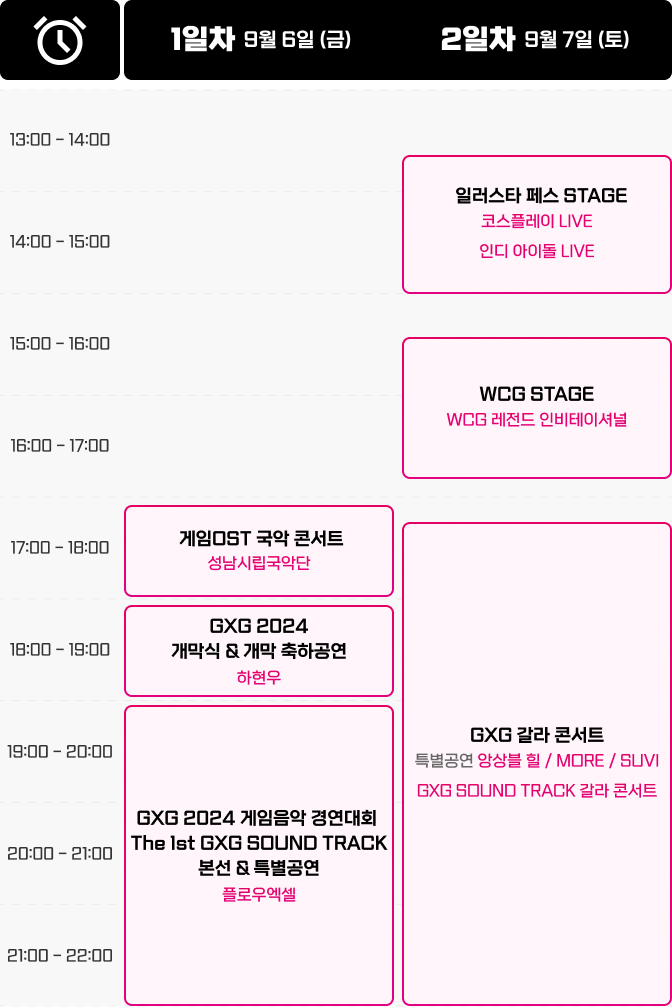 1일차 9월 6일 (금)
2일차 9월 7일 (토)
13:00 - 14:00
일러스타 페스 STAGE
코스플레이 LIVE
인디 아이돌 LIVE
14:00 - 15:00
15:00 - 16:00
WCG STAGE
WCG 레전드 인비테이셔널
16:00 - 17:00
17:00 - 18:00
게임OST 국악 콘서트
성남시립국악단
18:00 - 19:00
GXG 2024
개막식 & 개막 축하공연
하현우
19:00 - 20:00
GXG 갈라 콘서트
특별공연 앙상블 힐 / MORE / SUVI
GXG SOUND TRACK 갈라 콘서트
20:00 - 21:00
GXG 2024 게임음악 경연대회
The 1st GXG SOUND TRACK
본선 & 특별공연
플로우엑셀
21:00 - 22:00